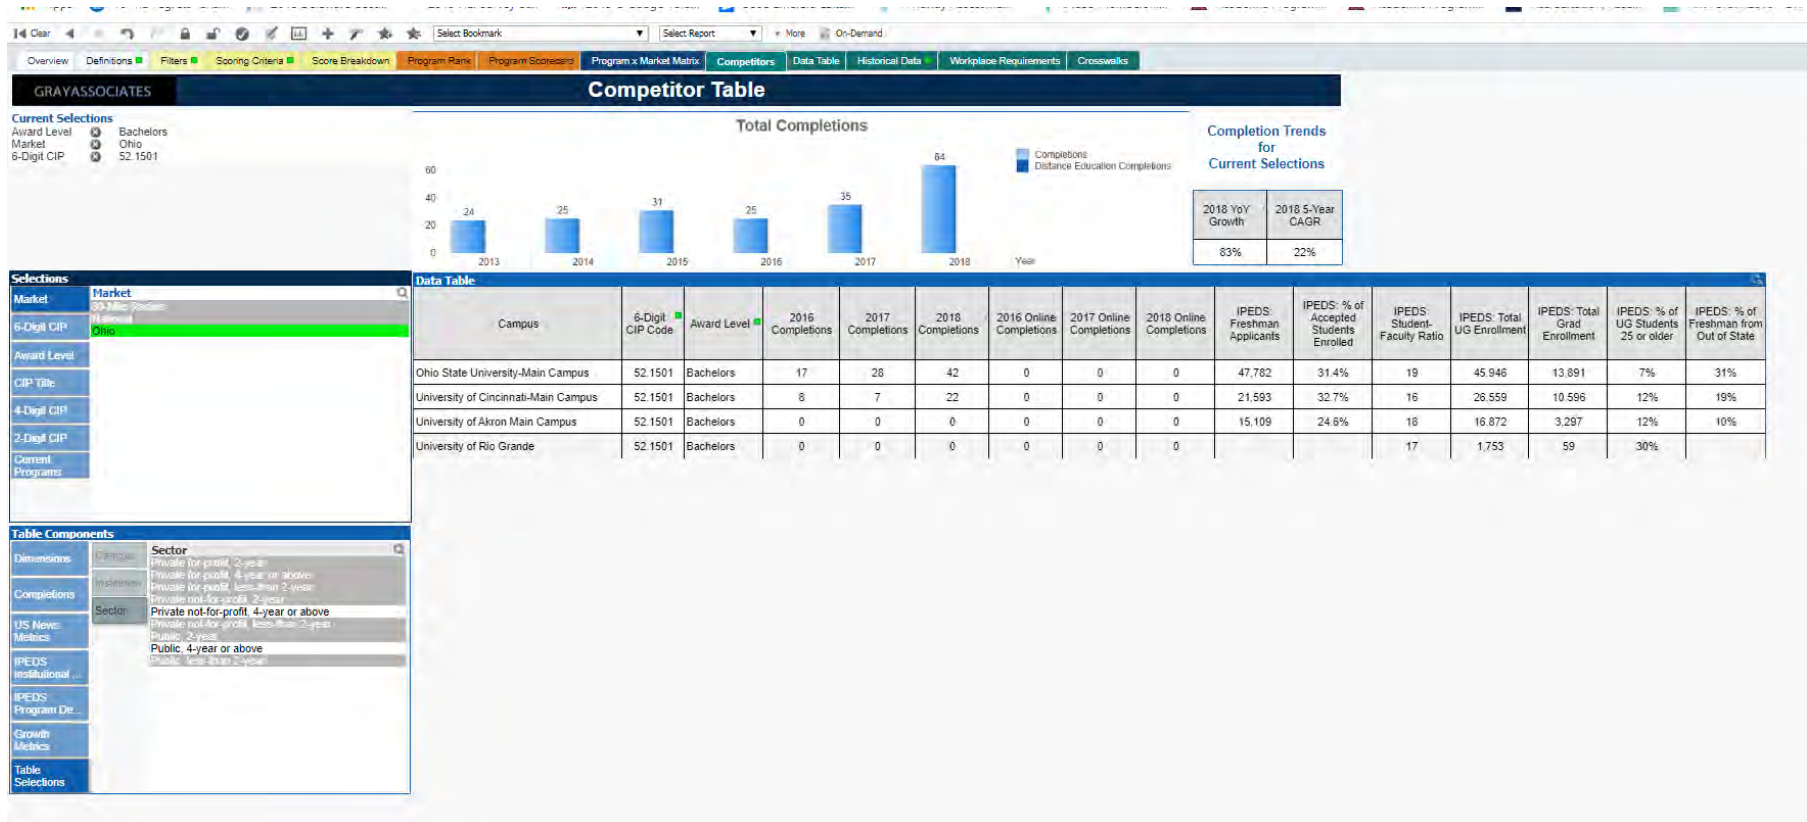 Clear
Select Bookmark
Select Report
More
On-Demand
Overview
Definitions
Filters
Scoring Criteria
Score Breakdown
Program Rank
Program Scorecard
Program x Market Matrix
Competitors
Data Table
Historical Data
Workplace Requirements
Crosswalks
GRAYASSOCIATES
Competitor Table
Current Selections
Award Level Bachelors
Market Ohio
6-Digit CIP 52.1501
Total Completions
60
40
20
0
24
25
31
25
35
64
2013
2014
2015
2016
2017
2018
Year
Completions
Distance Education Completions
Completion Trends
for
Current Selections
2018 YoY Growth
2018 5-Year CAGR
83% 22%
Selections
Market
6-Digit CIP
Award Level
CIP Title
4-Digit CIP
2-Digit CIP
Current
Programs
Market
National
Ohio
Data Table
Campus
6-Digit CIP Code
Award Level
2016 Completions
2017 Completions
2018 Completions
2016 Online Completions
2017 Online Completions
2018 Online Completions
IPEDS: Freshman Applicants
IPEDS: % of Accepted Students Enrolled
IPEDS: Student-Faculty Ratio
IPEDS: Total UG Enrollment
IPEDS: Total Grad Enrollment
IPEDS: % of UG Students 25 or older
IPEDS: % of Freshman from Out of State
Ohio State University-Main Campus 52.1501 Bachelors 17 28 42 0 0 0 47,782 31.4% 19 45,946 13,891 7% 31%
University of Cincinnati-Main Campus 52.1501 Bachelors 8 7 22 0 0 0 21,593 32.7% 16 26,559 10,596 12% 19%
University of Akron Main Campus 52.1501 Bachelors 0 0 0 0 0 0 15,109 24.6% 18 16,872 3,297 12% 10%
University of Rio Grande 52.1501 Bachelors 0 0 0 0 0 0 17 1,753 59 30%
Table Components
Dimensions
Completions
US News
Metrics
IPEDS
Institutional ...
IPEDS
Program De...
Growth
Metrics
Table
Selections
Campus
Institution
Sector
Sector
Private for-profit, 2-year
Private for-profit, 4-year or above
Private for-profit, less-than 2-year
Private not-for-profit, 2-year
Private not-for-profit, 4-year or above
Private not-for-profit, less-than 2-year
Public, 2-year
Public, 4-year or above
Public, less-than 2-year